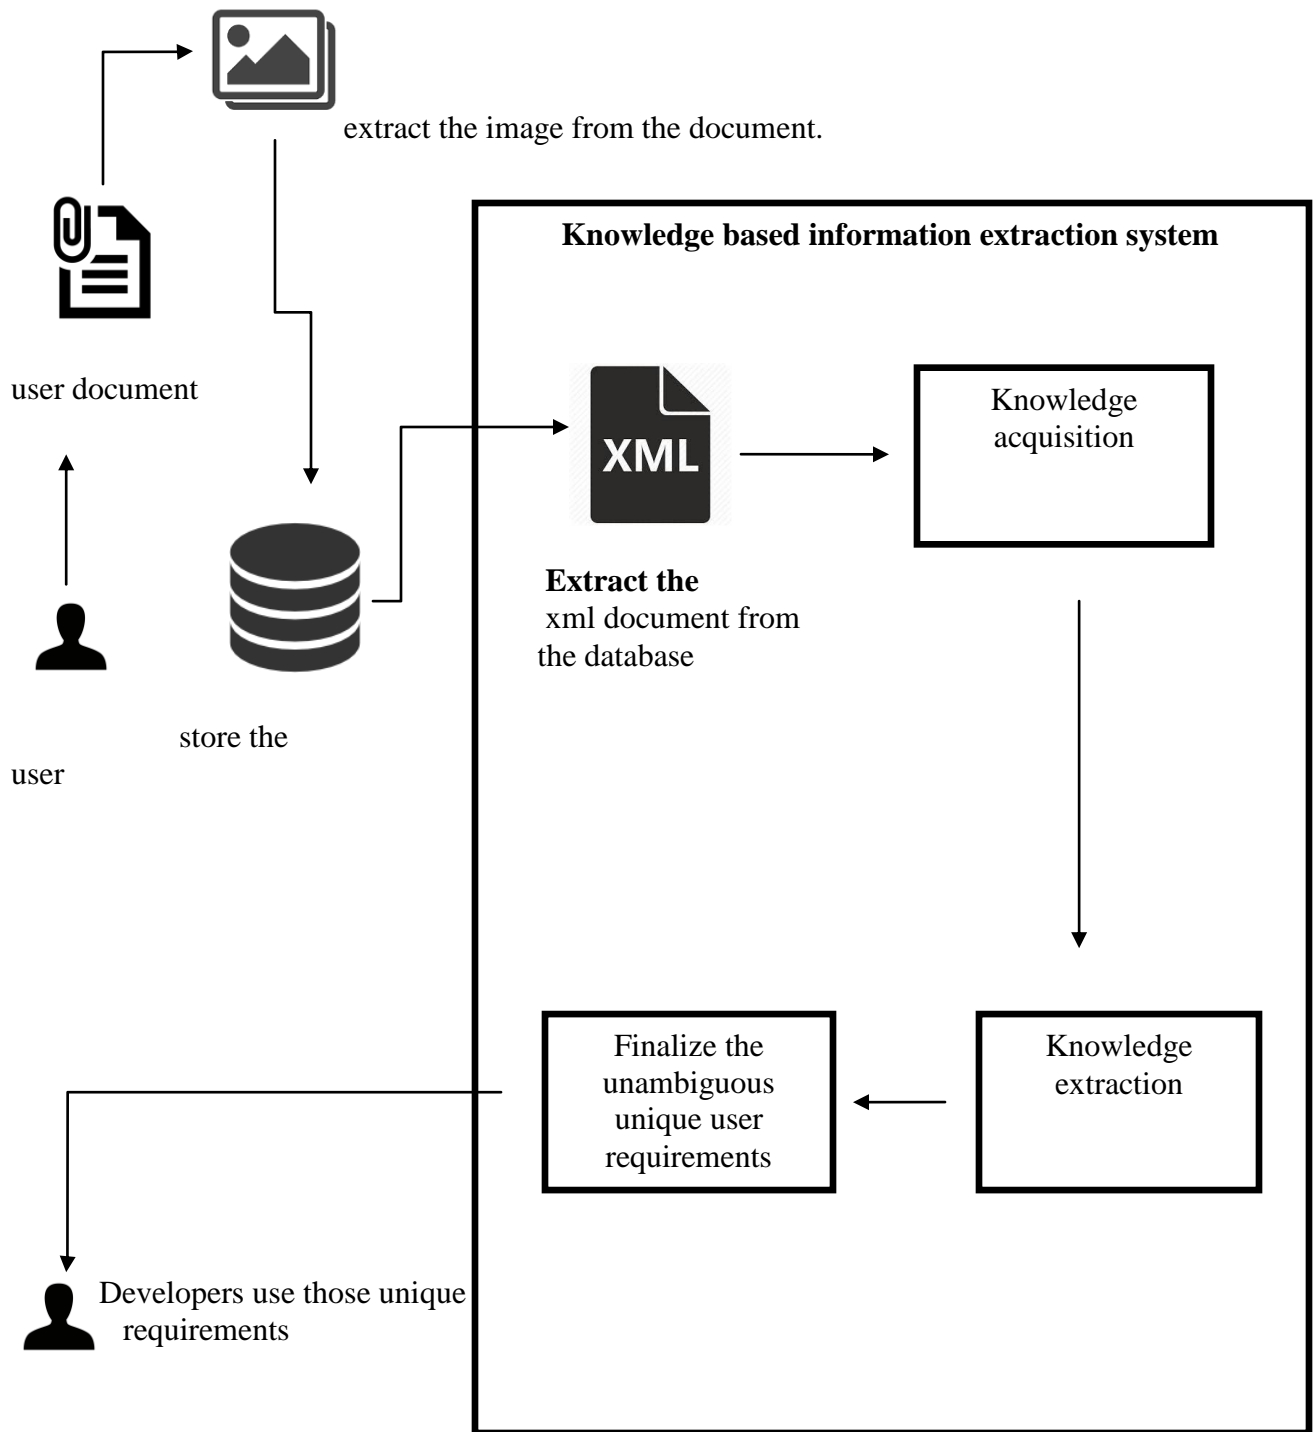 extract the image from the document.
Knowledge based information extraction system
user document
XML
Knowledge
acquisition
Extract the
xml document from
the database
store the
user
Finalize the
unambiguous
unique user
requirements
Knowledge
extraction
Developers use those unique
requirements